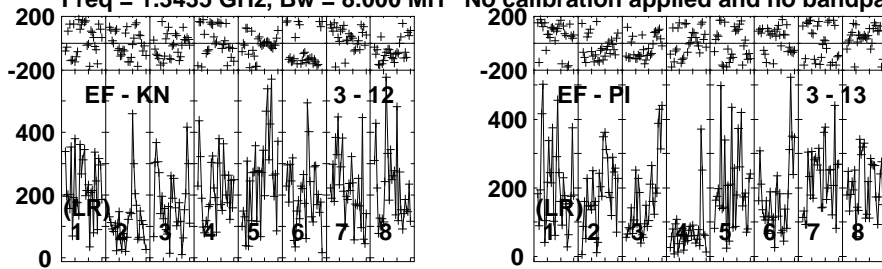 Freq = 1.3435 GHz, Bw = 8.000 MH No calibration applied and no bandpa
200
-200
EF - KN 3 - 12
400
200
(LR)
1 2 3 4 5 6 7 8
0
200
-200
EF - PI 3 - 13
400
200
(LR)
1 2 3 4 5 6 7 8
0